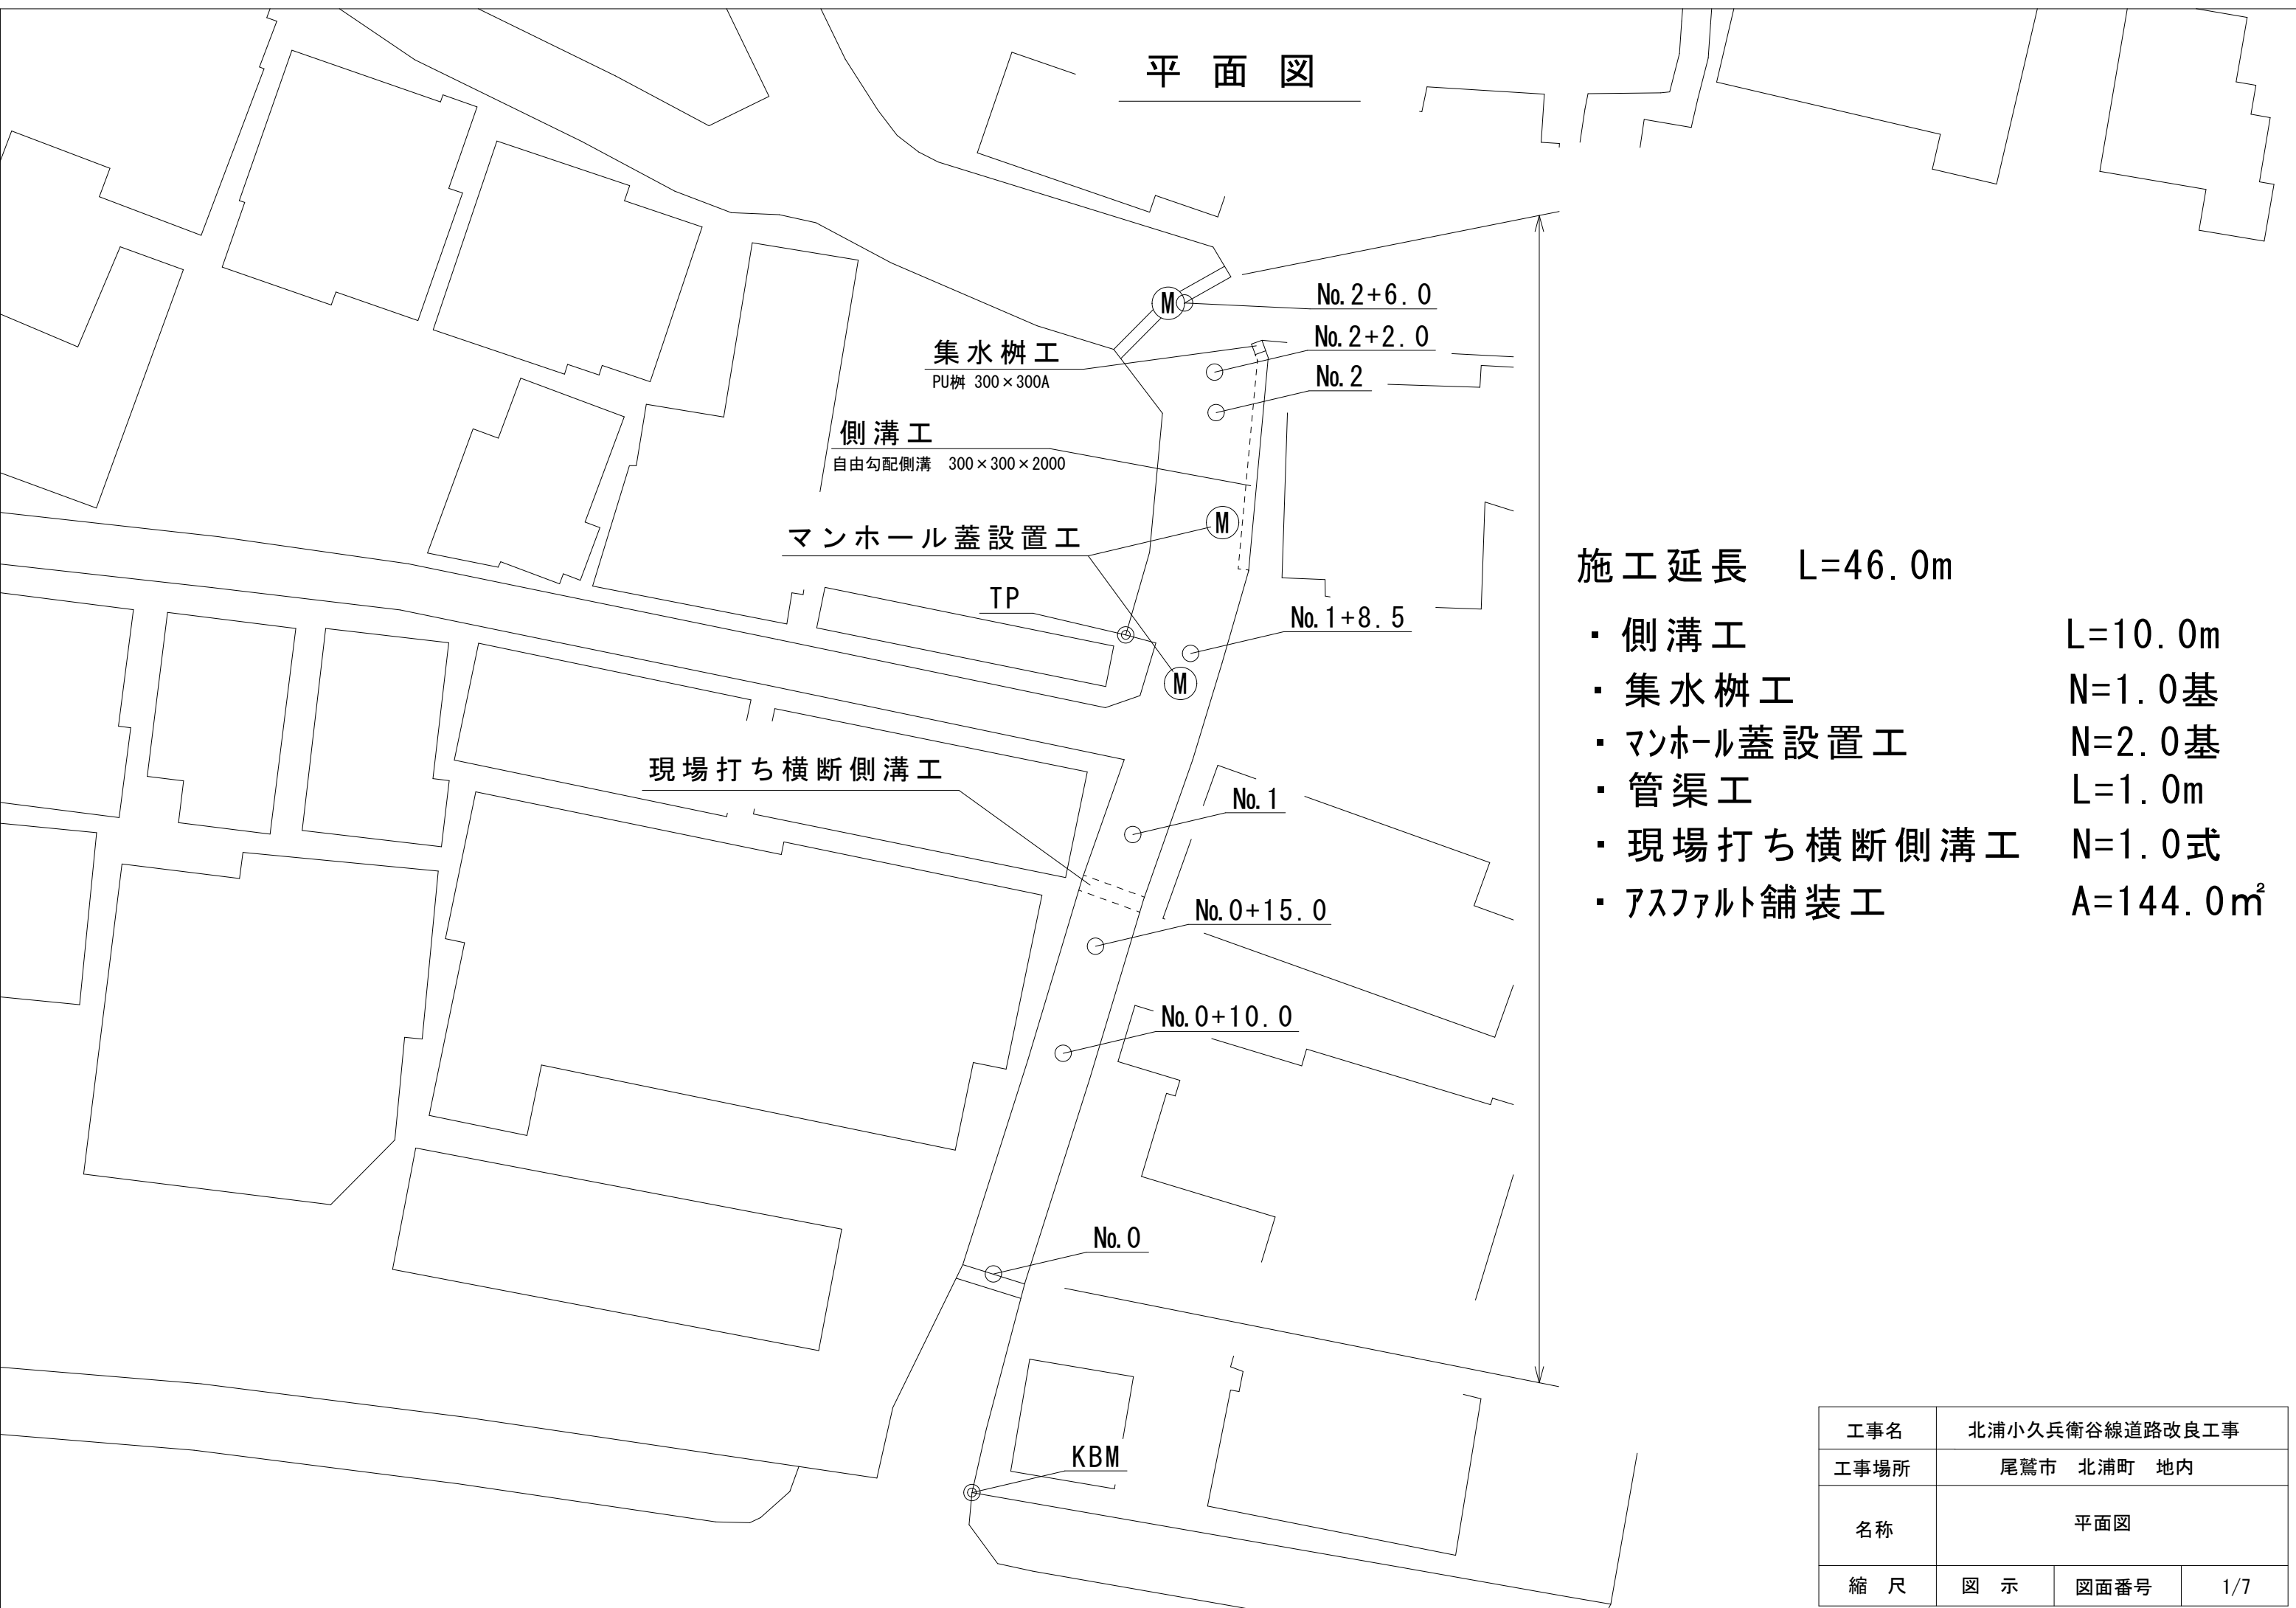 平面図
No.2+6.0
No.2+2.0
No.2
集水桝工
PU桝 300×300A
側溝工
自由勾配側溝 300×300×2000
マンホール蓋設置工
TP
No.1+8.5
M
M
M
現場打ち横断側溝工
No.1
No.0+15.0
No.0+10.0
No.0
KBM
施工延長 L=46.0m
・側溝工 L=10.0m
・集水桝工 N=1.0基
・ﾏﾝﾎｰﾙ蓋設置工 N=2.0基
・管渠工 L=1.0m
・現場打ち横断側溝工 N=1.0式
・ｱｽﾌｧﾙﾄ舗装工 A=144.0㎡
工事名 北浦小久兵衛谷線道路改良工事
工事場所 尾鷲市 北浦町 地内
名称 平面図
縮尺 図示 図面番号 1/7